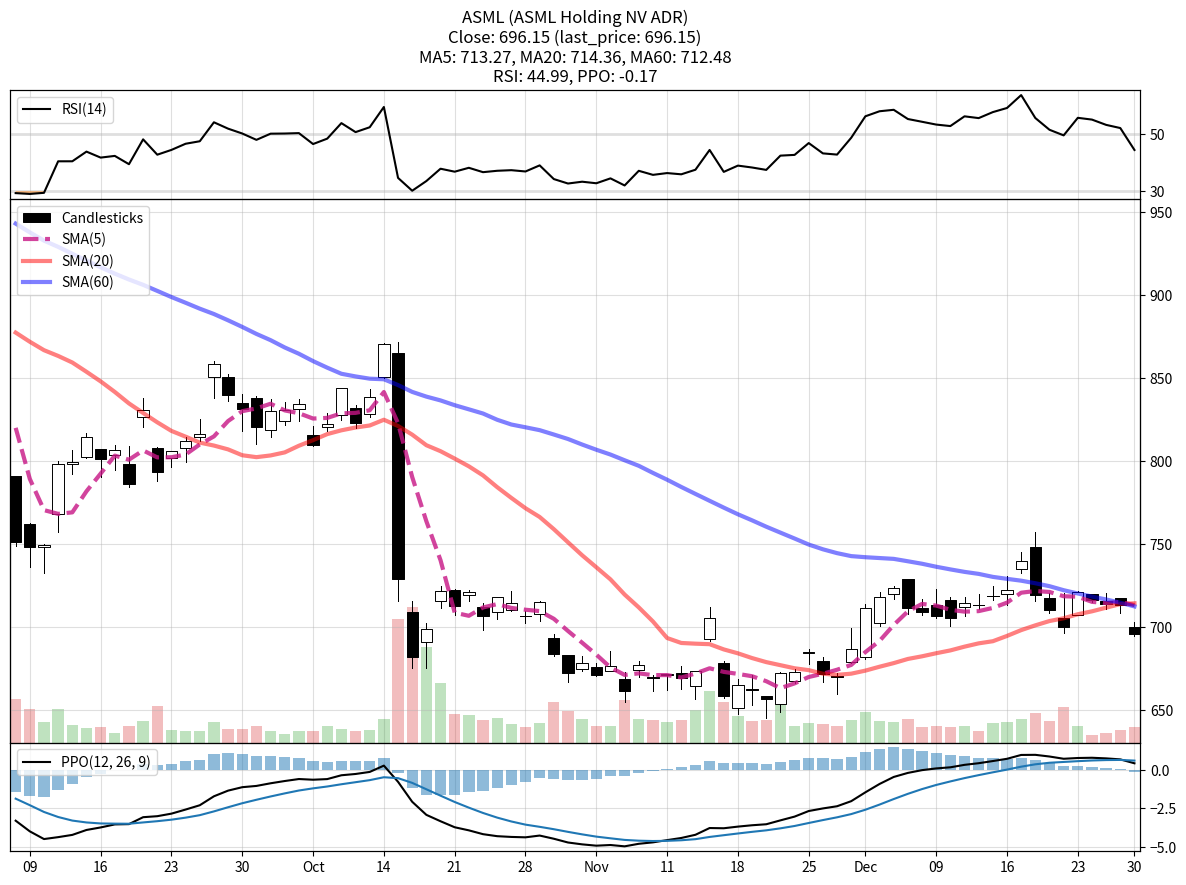 ASML (ASML Holding NV ADR)
Close: 696.15 (last_price: 696.15)
MA5: 713.27, MA20: 714.36, MA60: 712.48
RSI: 44.99, PPO: -0.17
RSI(14)
50
30
Candlesticks
SMA(5)
SMA(20)
SMA(60)
950
900
850
800
750
700
650
PPO(12, 26, 9)
0.0
−2.5
−5.0
09 16 23 30 Oct 14 21 28 Nov 11 18 25 Dec 09 16 23 30